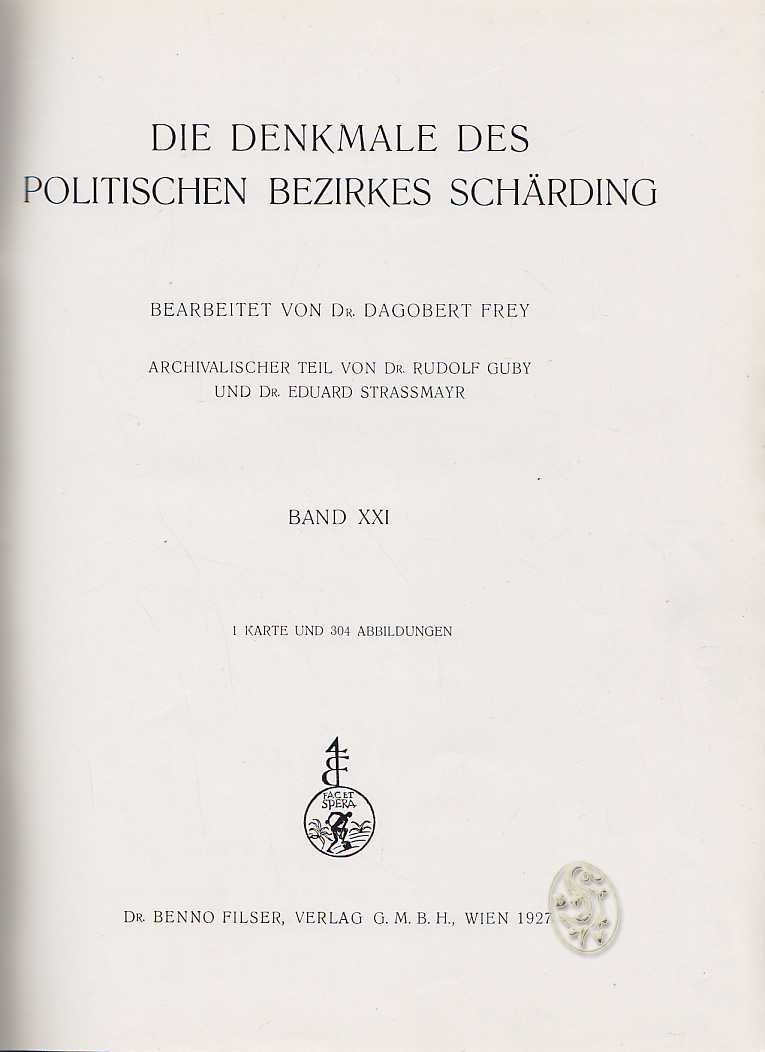 DIE DENKMALE DES
POLITISCHEN BEZIRKES SCHÄRDING
BEARBEITET VON DR. DAGOBERT FREY
ARCHIVALISCHER TEIL VON DR. RUDOLF GUBY
UND DR. EDUARD STRASSMAYR
BAND XXI
1 KARTE UND 304 ABBILDUNGEN
FAC ET
SPERA
DR. BENNO FILSER, VERLAG G. M. B. H., WIEN 1927